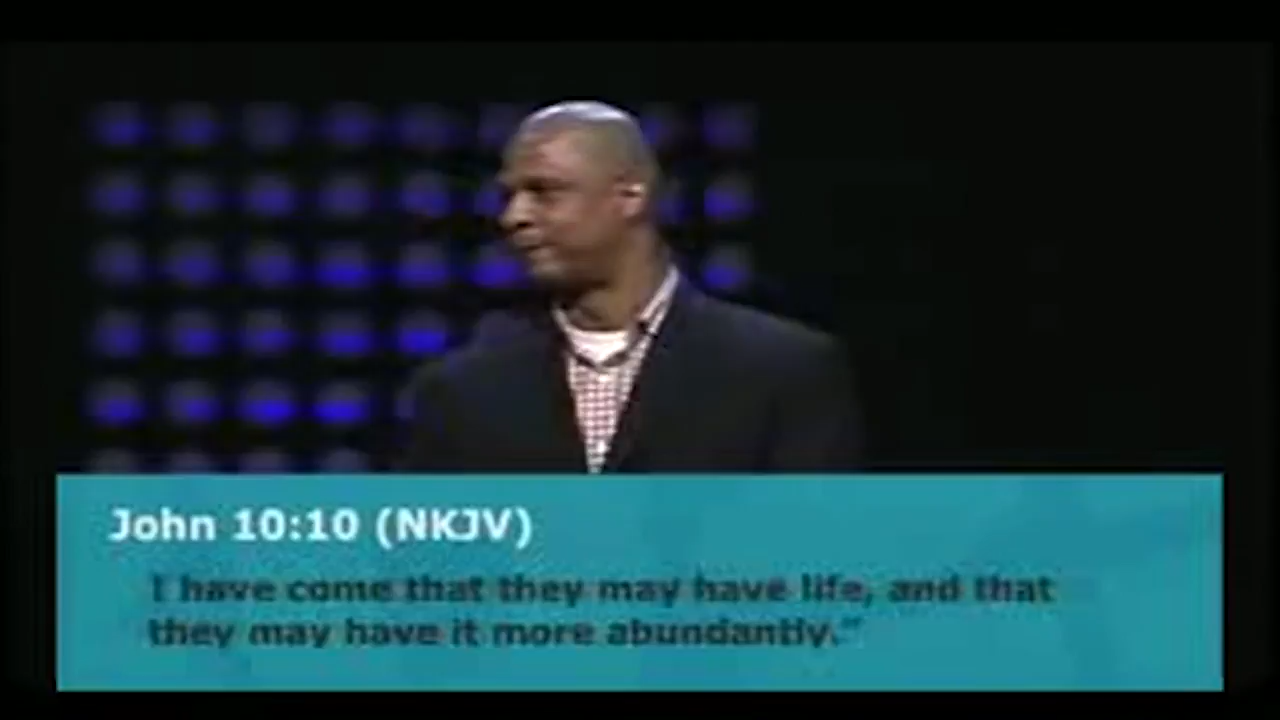 John 10:10 (NKJV)
I have come that they may have life, and that
they may have it more abundantly.”